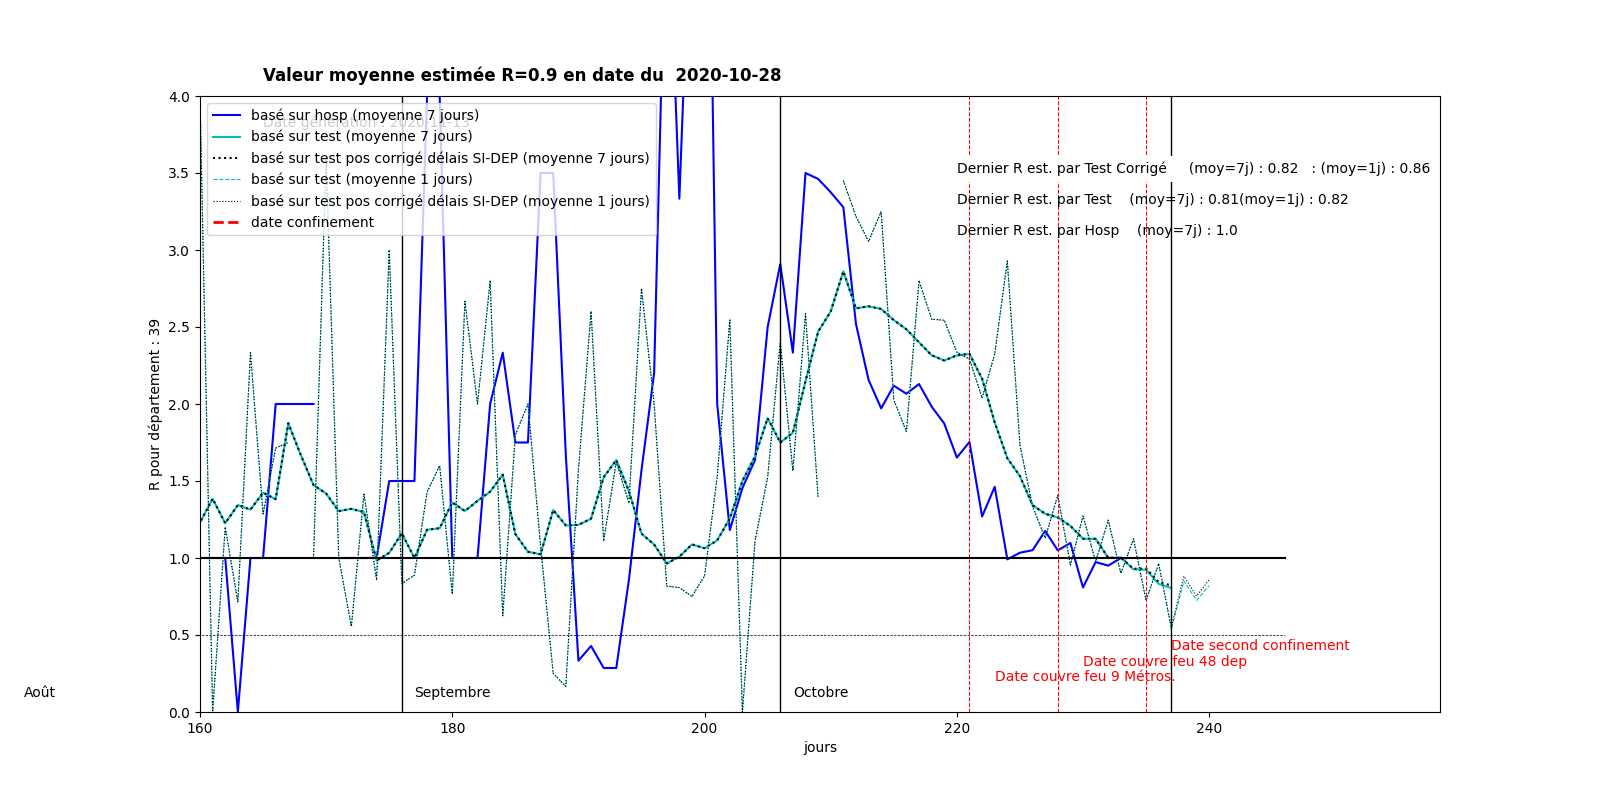 Valeur moyenne estimée R=0.9 en date du  2020-10-28
4.0
3.5
3.0
2.5
2.0
1.5
1.0
0.5
0.0
R pour département : 39
basé sur hosp (moyenne 7 jours)
basé sur test (moyenne 7 jours)
basé sur test pos corrigé délais SI-DEP (moyenne 7 jours)
basé sur test (moyenne 1 jours)
basé sur test pos corrigé délais SI-DEP (moyenne 1 jours)
date confinement
Dernier R est. par Test Corrigé (moy=7j) : 0.82 : (moy=1j) : 0.86
Dernier R est. par Test (moy=7j) : 0.81(moy=1j) : 0.82
Dernier R est. par Hosp (moy=7j) : 1.0
Date second confinement
Date couvre feu 48 dep
Date couvre feu 9 Métros.
Août
Septembre
Octobre
160
180
200
220
240
jours